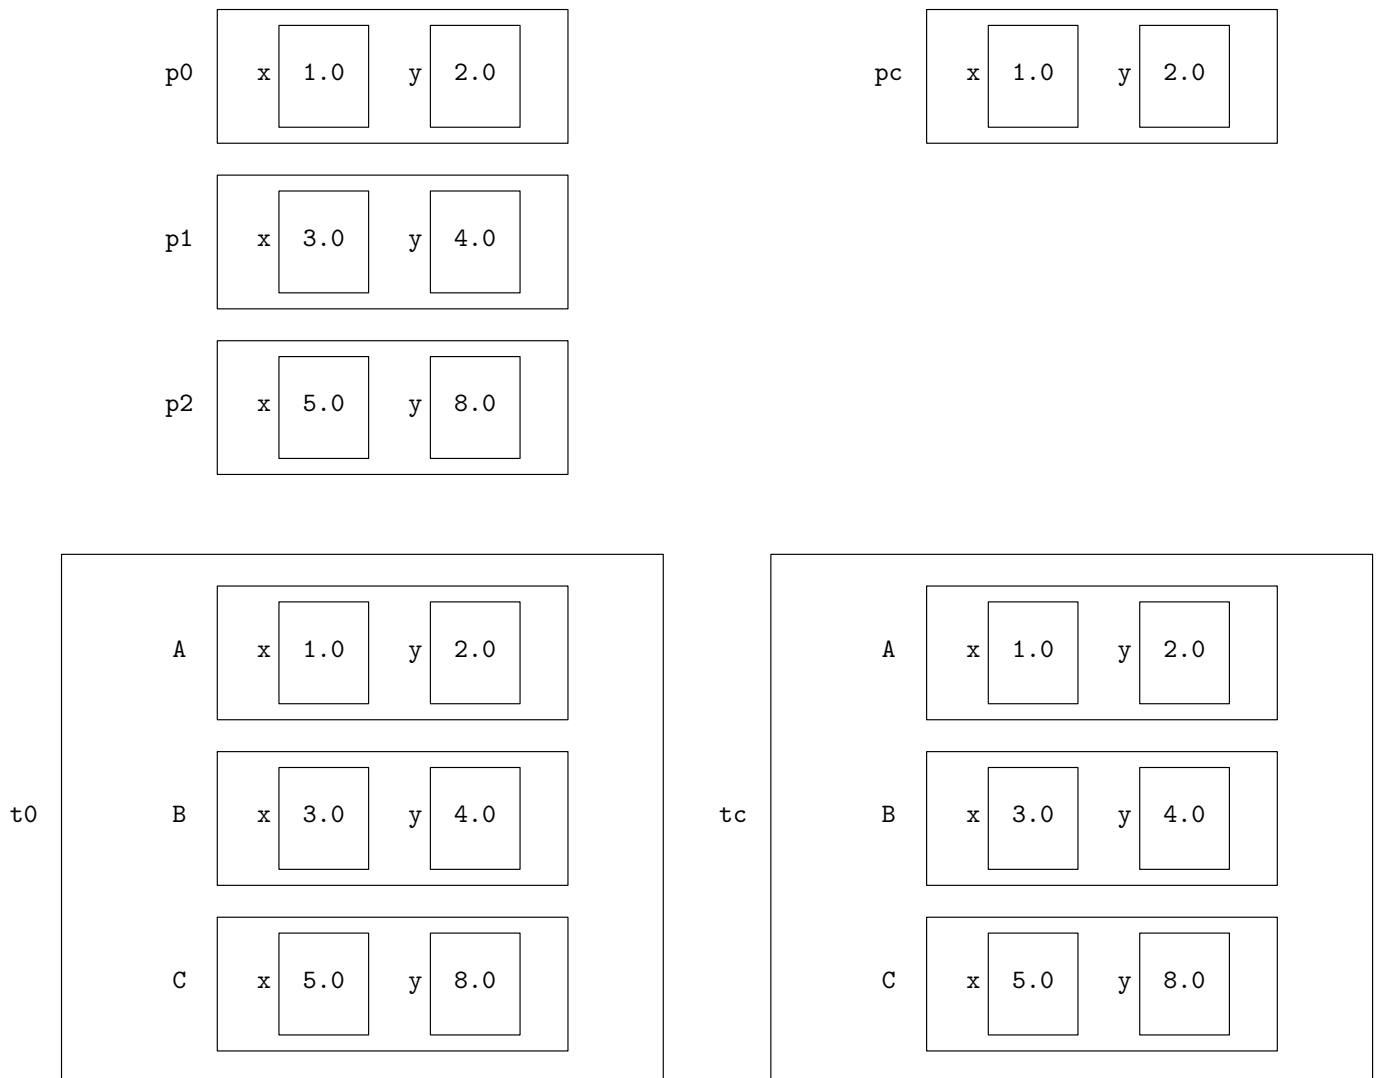 p0 x 1.0 y 2.0 pc x 1.0 y 2.0
p1 x 3.0 y 4.0
p2 x 5.0 y 8.0
A x 1.0 y 2.0 A x 1.0 y 2.0
t0 B x 3.0 y 4.0 tc B x 3.0 y 4.0
C x 5.0 y 8.0 C x 5.0 y 8.0